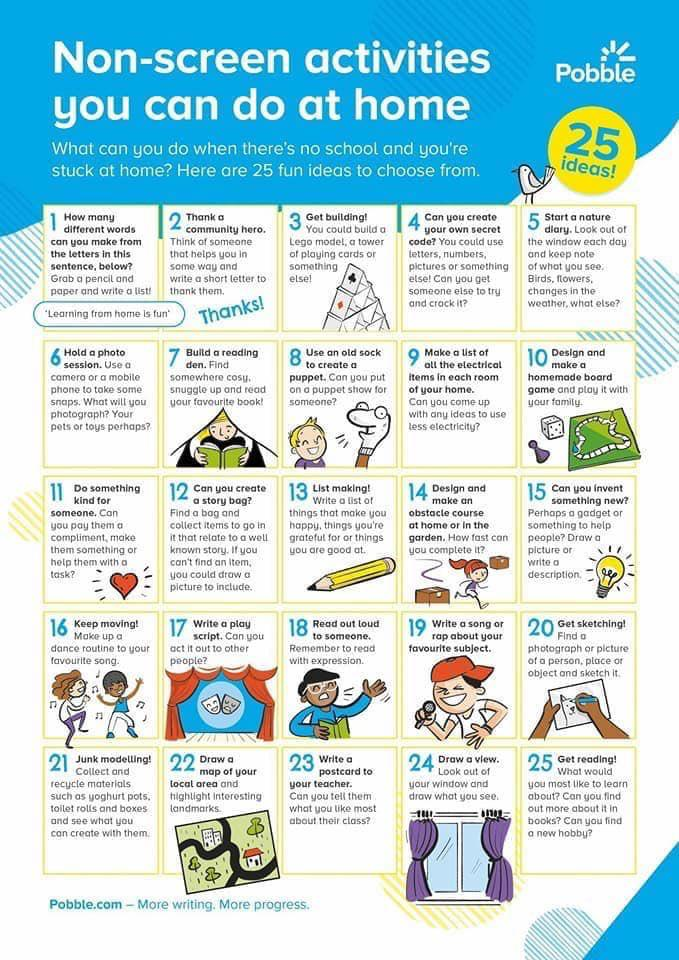 Non-screen activities
you can do at home
Pobble
What can you do when there's no school and you're
stuck at home? Here are 25 fun ideas to choose from.
25
ideas!
1 How many
different words
can you make from
the letters in this
sentence, below?
Grab a pencil and
paper and write a list!
'Learning from home is fun'
2 Thank a
community hero.
Think of someone
that helps you in
some way and
write a short letter to
thank them.
Thanks!
3 Get building!
You could build a
Lego model, a tower
of playing cards or
something
else!
4 Can you create
your own secret
code? You could use
letters, numbers,
pictures or something
else! Can you get
someone else to try
and crack it?
5 Start a nature
diary. Look out of
the window each day
and keep note
of what you see.
Birds, flowers,
changes in the
weather, what else?
6 Hold a photo
session. Use a
camera or a mobile
phone to take some
snaps. What will you
photograph? Your
pets or toys perhaps?
7 Build a reading
den. Find
somewhere cosy,
snuggle up and read
your favourite book!
8 Use an old sock
to create a
puppet. Can you put
on a puppet show for
someone?
9 Make a list of
all the electrical
items in each room
of your home.
Can you come up
with any ideas to use
less electricity?
10 Design and
make a
homemade board
game and play it with
your family.
11 Do something
kind for
someone. Can
you pay them a
compliment, make
them something or
help them with a
task?
12 Can you create
a story bag?
Find a bag and
collect items to go in
it that relate to a well
known story. If you
can't find an item,
you could draw a
picture to include.
13 List making!
Write a list of
things that make you
happy, things you're
grateful for or things
you are good at.
14 Design and
make an
obstacle course
at home or in the
garden. How fast can
you complete it?
15 Can you invent
something new?
Perhaps a gadget or
something to help
people? Draw a
picture or
write a
description.
16 Keep moving!
Make up a
dance routine to your
favourite song.
17 Write a play
script. Can you
act it out to other
people?
18 Read out loud
to someone.
Remember to read
with expression.
19 Write a song or
rap about your
favourite subject.
20 Get sketching!
Find a
photograph or picture
of a person, place or
object and sketch it.
21 Junk modelling!
Collect and
recycle materials
such as yoghurt pots,
toilet rolls and boxes
and see what you
can create with them.
22 Draw a
map of your
local area and
highlight interesting
landmarks.
23 Write a
postcard to
your teacher.
Can you tell them
what you like most
about their class?
24 Draw a view.
Look out of
your window and
draw what you see.
25 Get reading!
What would
you most like to learn
about? Can you find
out more about it in
books? Can you find
a new hobby?
Pobble.com – More writing. More progress.